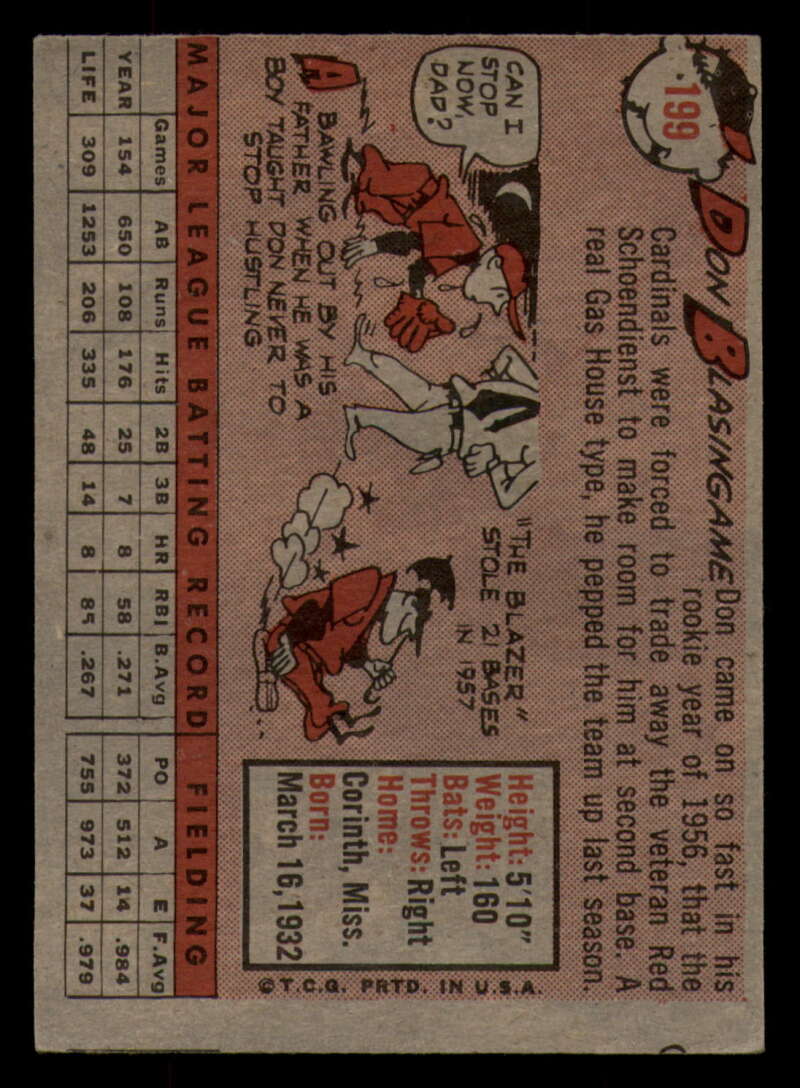 199
DON BLASINGAME
Don came on so fast in his
rookie year of 1956, that the
Cardinals were forced to trade away the veteran Red
Schoendienst to make room for him at second base. A
real Gas House type, he pepped the team up last season.
CAN I
STOP
NOW,
DAD?
A
BAWLING OUT BY HIS
FATHER WHEN HE WAS A
BOY TAUGHT DON NEVER TO
STOP HUSTLING
"THE BLAZER"
STOLE 21 BASES
IN 1957
Height: 5'10"
Weight: 160
Bats: Left
Throws: Right
Home:
Corinth, Miss.
Born:
March 16, 1932
© T.C.G. PRTD. IN U.S.A.
MAJOR LEAGUE BATTING RECORD FIELDING
Games AB Runs Hits 2B 3B HR RBI B.Avg PO A E F.Avg
YEAR 154 650 108 176 25 7 8 58 .271 372 512 14 .984
LIFE 309 1253 206 335 48 14 8 85 .267 755 973 37 .979